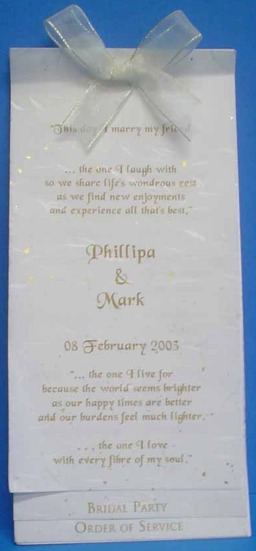 "This day I marry my friend
... the one I laugh with
so we share life's wondrous zest
as we find new enjoyments
and experience all that's best."
Phillipa
&
Mark
08 February 2003
"... the one I live for
because the world seems brighter
as our happy times are better
and our burdens feel much lighter. "
... the one I love
with every fibre of my soul."
BRIDAL PARTY
ORDER OF SERVICE